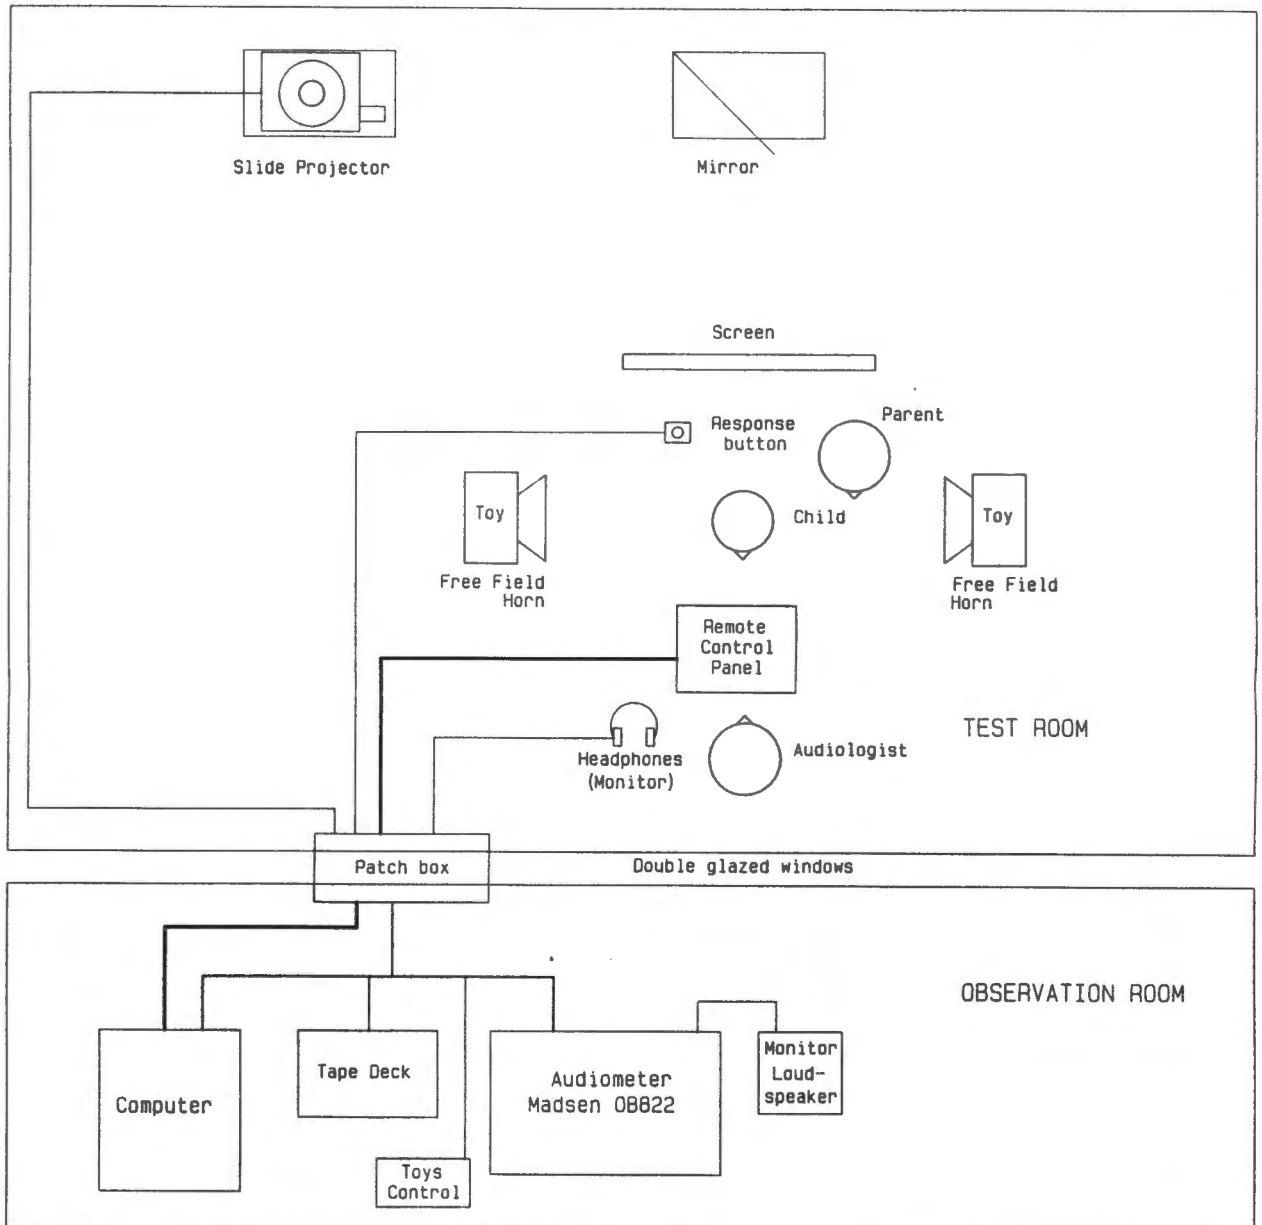 Slide Projector
Mirror
Screen
Parent
Response
button
Toy
Child
Toy
Free Field
Horn
Free Field
Horn
Remote
Control
Panel
TEST ROOM
Headphones
(Monitor)
Audiologist
Patch box
Double glazed windows
OBSERVATION ROOM
Computer
Tape Deck
Audiometer
Madsen OB822
Monitor
Loud-
speaker
Toys
Control